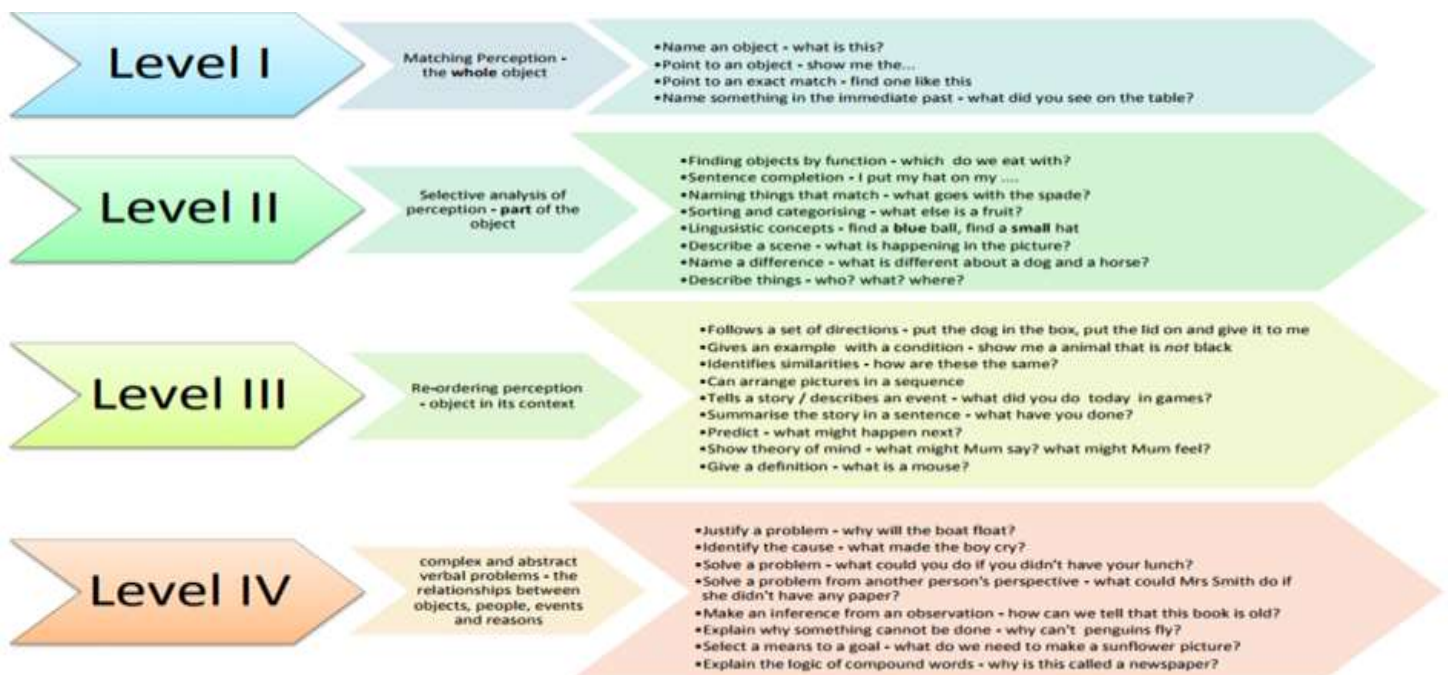 Level I
Matching Perception -
the whole object
•Name an object - what is this?
•Point to an object - show me the...
•Point to an exact match - find one like this
•Name something in the immediate past - what did you see on the table?
Level II
Selective analysis of
perception - part of the
object
•Finding objects by function - which do we eat with?
•Sentence completion - I put my hat on my ....
•Naming things that match - what goes with the spade?
•Sorting and categorising - what else is a fruit?
•Lingusistic concepts - find a blue ball, find a small hat
•Describe a scene - what is happening in the picture?
•Name a difference - what is different about a dog and a horse?
•Describe things - who? what? where?
Level III
Re-ordering perception
- object in its context
•Follows a set of directions - put the dog in the box, put the lid on and give it to me
•Gives an example with a condition - show me a animal that is not black
•Identifies similarities - how are these the same?
•Can arrange pictures in a sequence
•Tells a story / describes an event - what did you do today in games?
•Summarise the story in a sentence - what have you done?
•Predict - what might happen next?
•Show theory of mind - what might Mum say? what might Mum feel?
•Give a definition - what is a mouse?
Level IV
complex and abstract
verbal problems - the
relationships between
objects, people, events
and reasons
•Justify a problem - why will the boat float?
•Identify the cause - what made the boy cry?
•Solve a problem - what could you do if you didn't have your lunch?
•Solve a problem from another person's perspective - what could Mrs Smith do if
she didn't have any paper?
•Make an inference from an observation - how can we tell that this book is old?
•Explain why something cannot be done - why can't penguins fly?
•Select a means to a goal - what do we need to make a sunflower picture?
•Explain the logic of compound words - why is this called a newspaper?